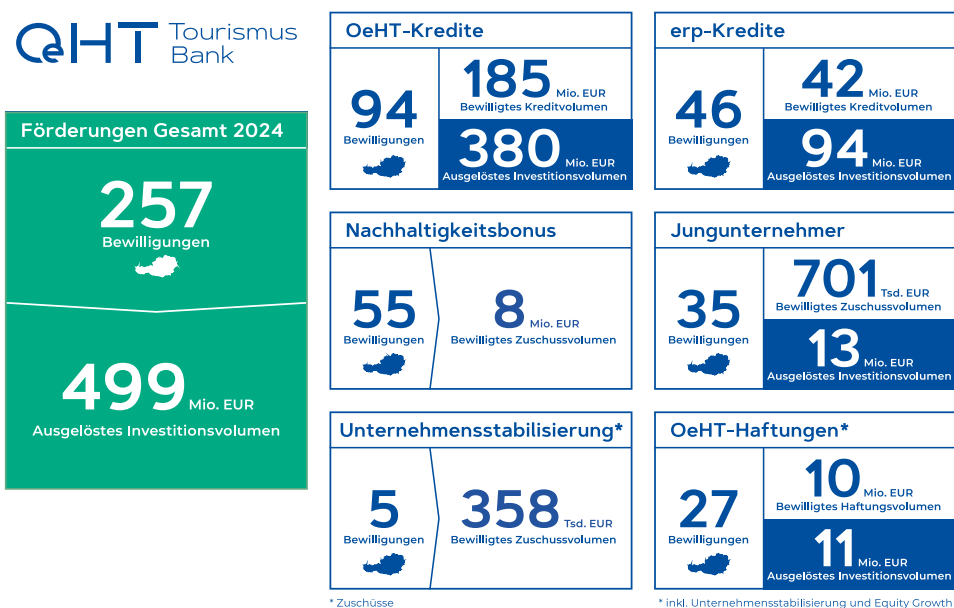 OeHT Tourismus
Bank
Förderungen Gesamt 2024
257
Bewilligungen
499 Mio. EUR
Ausgelöstes Investitionsvolumen
OeHT-Kredite
94
Bewilligungen
185 Mio. EUR
Bewilligtes Kreditvolumen
380 Mio. EUR
Ausgelöstes Investitionsvolumen
erp-Kredite
46
Bewilligungen
42 Mio. EUR
Bewilligtes Kreditvolumen
94 Mio. EUR
Ausgelöstes Investitionsvolumen
Nachhaltigkeitsbonus
55
Bewilligungen
8 Mio. EUR
Bewilligtes Zuschussvolumen
Jungunternehmer
35
Bewilligungen
701 Tsd. EUR
Bewilligtes Zuschussvolumen
13 Mio. EUR
Ausgelöstes Investitionsvolumen
Unternehmensstabilisierung*
5
Bewilligungen
358 Tsd. EUR
Bewilligtes Zuschussvolumen
* Zuschüsse
OeHT-Haftungen*
27
Bewilligungen
10 Mio. EUR
Bewilligtes Haftungsvolumen
11 Mio. EUR
Ausgelöstes Investitionsvolumen
* inkl. Unternehmensstabilisierung und Equity Growth